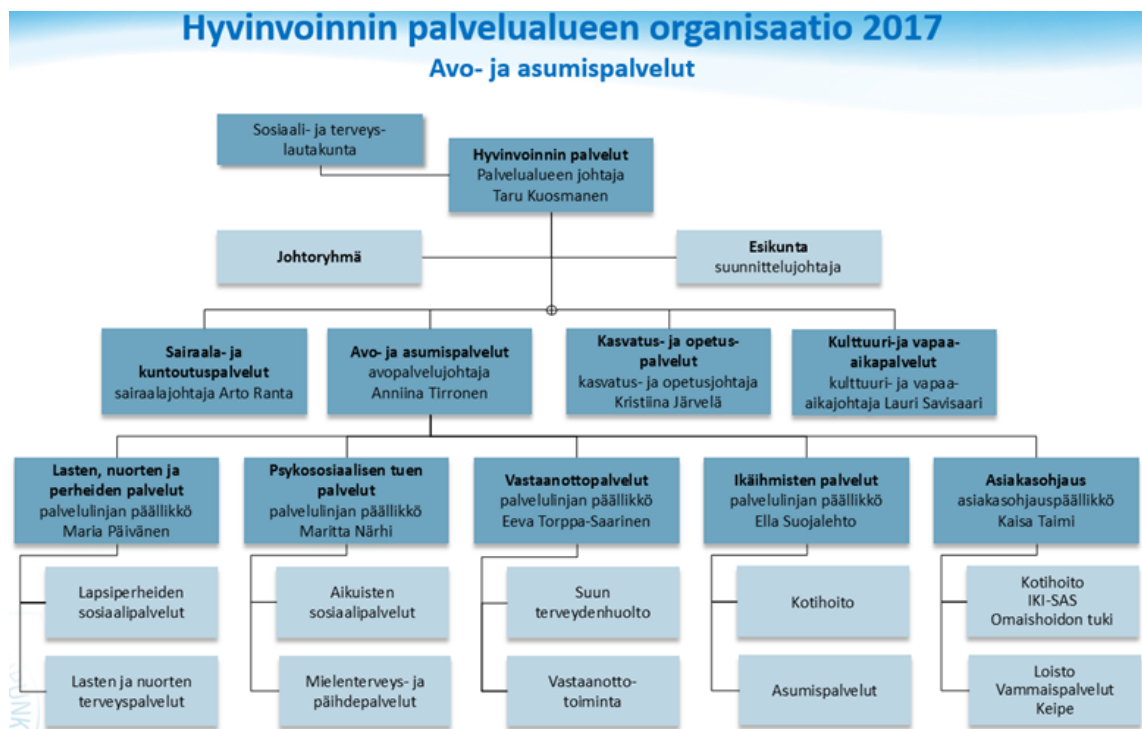 Hyvinvoinnin palvelualueen organisaatio 2017
Avo- ja asumispalvelut
Sosiaali- ja terveys-
lautakunta
Hyvinvoinnin palvelut
Palvelualueen johtaja
Taru Kuosmanen
Johtoryhmä
Esikunta
suunnittelujohtaja
Sairaala- ja
kuntoutuspalvelut
sairaalajohtaja Arto Ranta
Avo- ja asumispalvelut
avopalvelujohtaja
Anniina Tirronen
Kasvatus- ja opetus-
palvelut
kasvatus- ja opetusjohtaja
Kristiina Järvelä
Kulttuuri-ja vapaa-
aikapalvelut
kulttuuri- ja vapaa-
aikajohtaja Lauri Savisaari
Lasten, nuorten ja
perheiden palvelut
palvelulinjan päällikkö
Maria Päivänen
Psykososiaalisen tuen
palvelut
palvelulinjan päällikkö
Maritta Närhi
Vastaanottopalvelut
palvelulinjan päällikkö
Eeva Torppa-Saarinen
Ikäihmisten palvelut
palvelulinjan päällikkö
Ella Suojalehto
Asiakasohjaus
asiakasohjauspäällikkö
Kaisa Taimi
Lapsiperheiden
sosiaalipalvelut
Aikuisten
sosiaalipalvelut
Suun
terveydenhuolto
Kotihoito
Kotihoito
IKI-SAS
Omaishoidon tuki
Lasten ja nuorten
terveyspalvelut
Mielenterveys- ja
päihdepalvelut
Vastaanotto-
toiminta
Asumispalvelut
Loisto
Vammaispalvelut
Keipe